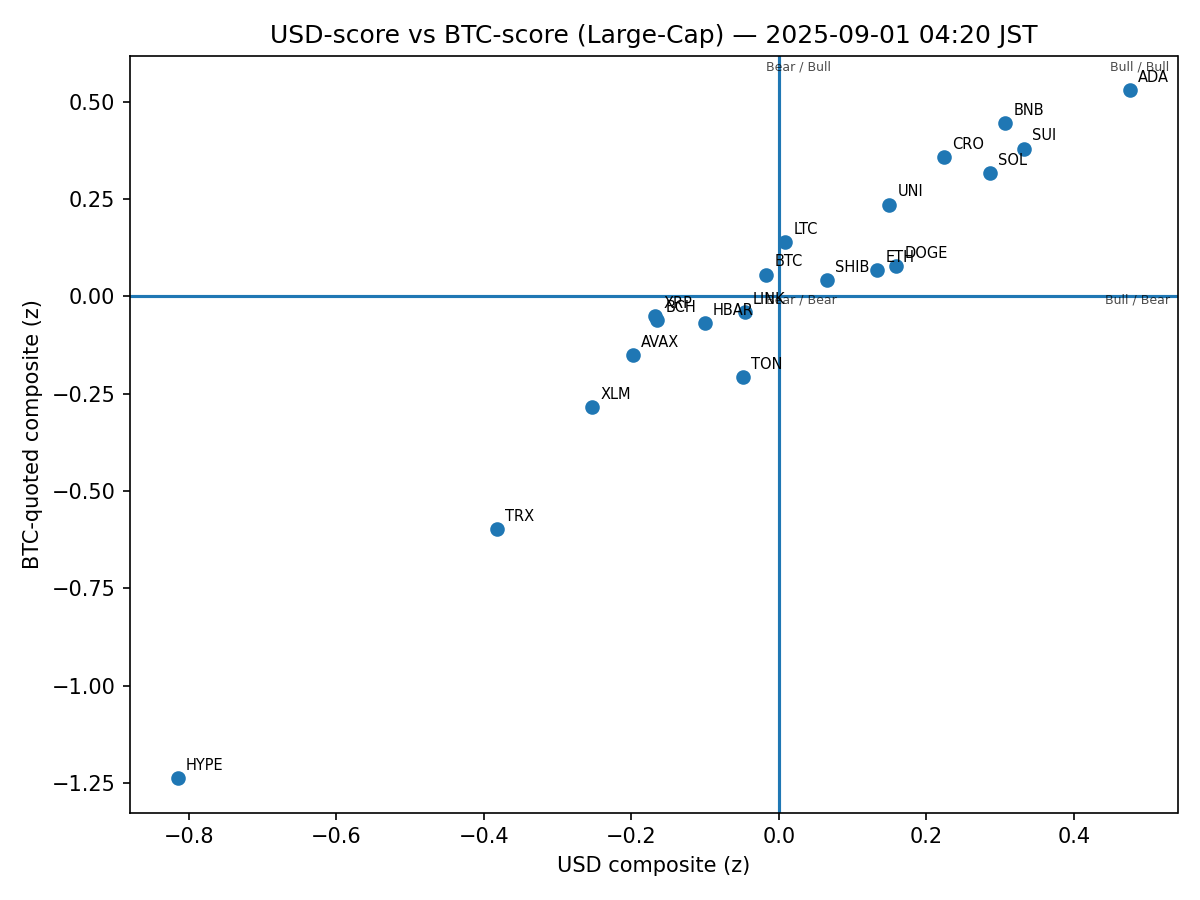 USD-score vs BTC-score (Large-Cap) — 2025-09-01 04:20 JST
Bear / Bull
Bull / Bull
ADA
BNB
SUI
CRO
SOL
UNI
LTC
DOGE
ETH
BTC
SHIB
LINK
Bear / Bear
Bull / Bear
XRP
BCH
HBAR
AVAX
TON
XLM
TRX
HYPE
0.50
0.25
0.00
−0.25
−0.50
−0.75
−1.00
−1.25
BTC-quoted composite (z)
−0.8
−0.6
−0.4
−0.2
0.0
0.2
0.4
USD composite (z)